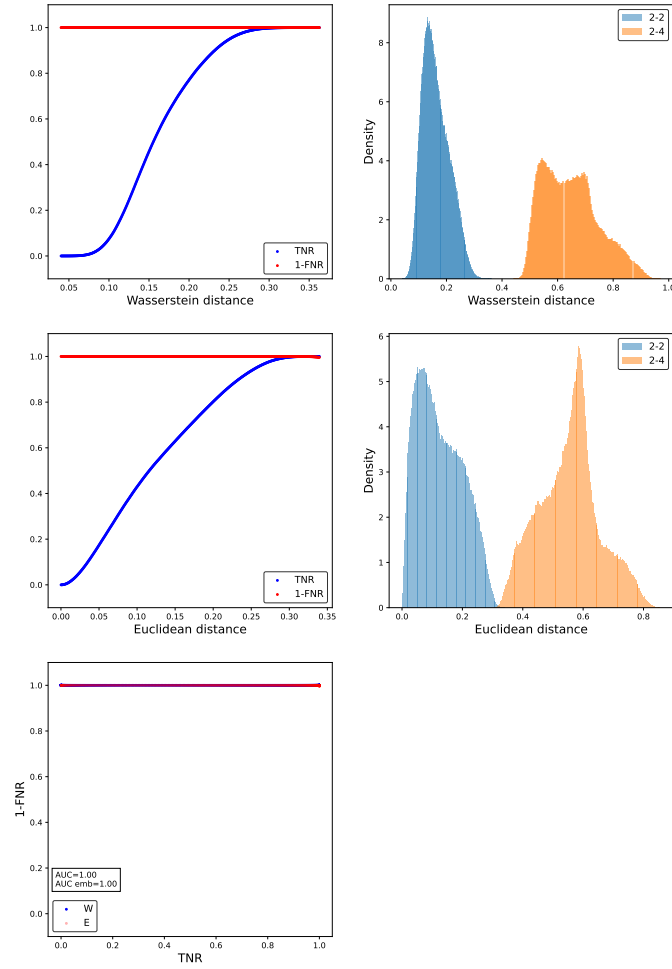 1.0
0.8
0.6
0.4
0.2
0.0
0.05 0.10 0.15 0.20 0.25 0.30 0.35
Wasserstein distance
TNR
1-FNR
8
6
4
2
0
Density
0.0 0.2 0.4 0.6 0.8 1.0
Wasserstein distance
2-2
2-4
1.0
0.8
0.6
0.4
0.2
0.0
0.00 0.05 0.10 0.15 0.20 0.25 0.30 0.35
Euclidean distance
TNR
1-FNR
6
5
4
3
2
1
0
Density
0.0 0.2 0.4 0.6 0.8
Euclidean distance
2-2
2-4
1.0
0.8
0.6
0.4
0.2
0.0
1-FNR
AUC=1.00
AUC emb=1.00
W
E
0.0 0.2 0.4 0.6 0.8 1.0
TNR